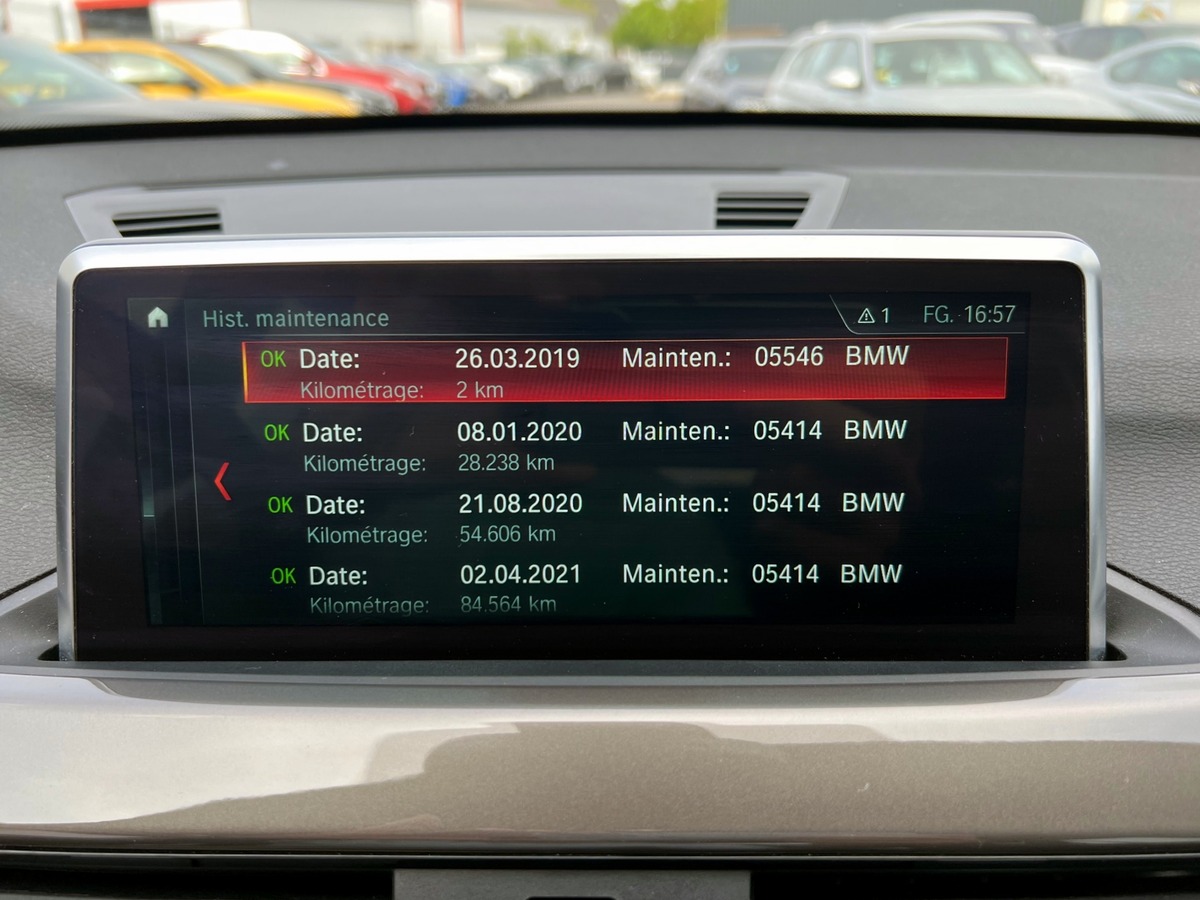 Hist. maintenance 1 FG. 16:57
OK Date: 26.03.2019 Mainten.: 05546 BMW
Kilométrage: 2 km
OK Date: 08.01.2020 Mainten.: 05414 BMW
Kilométrage: 28.238 km
OK Date: 21.08.2020 Mainten.: 05414 BMW
Kilométrage: 54.606 km
OK Date: 02.04.2021 Mainten.: 05414 BMW
Kilométrage: 84.564 km